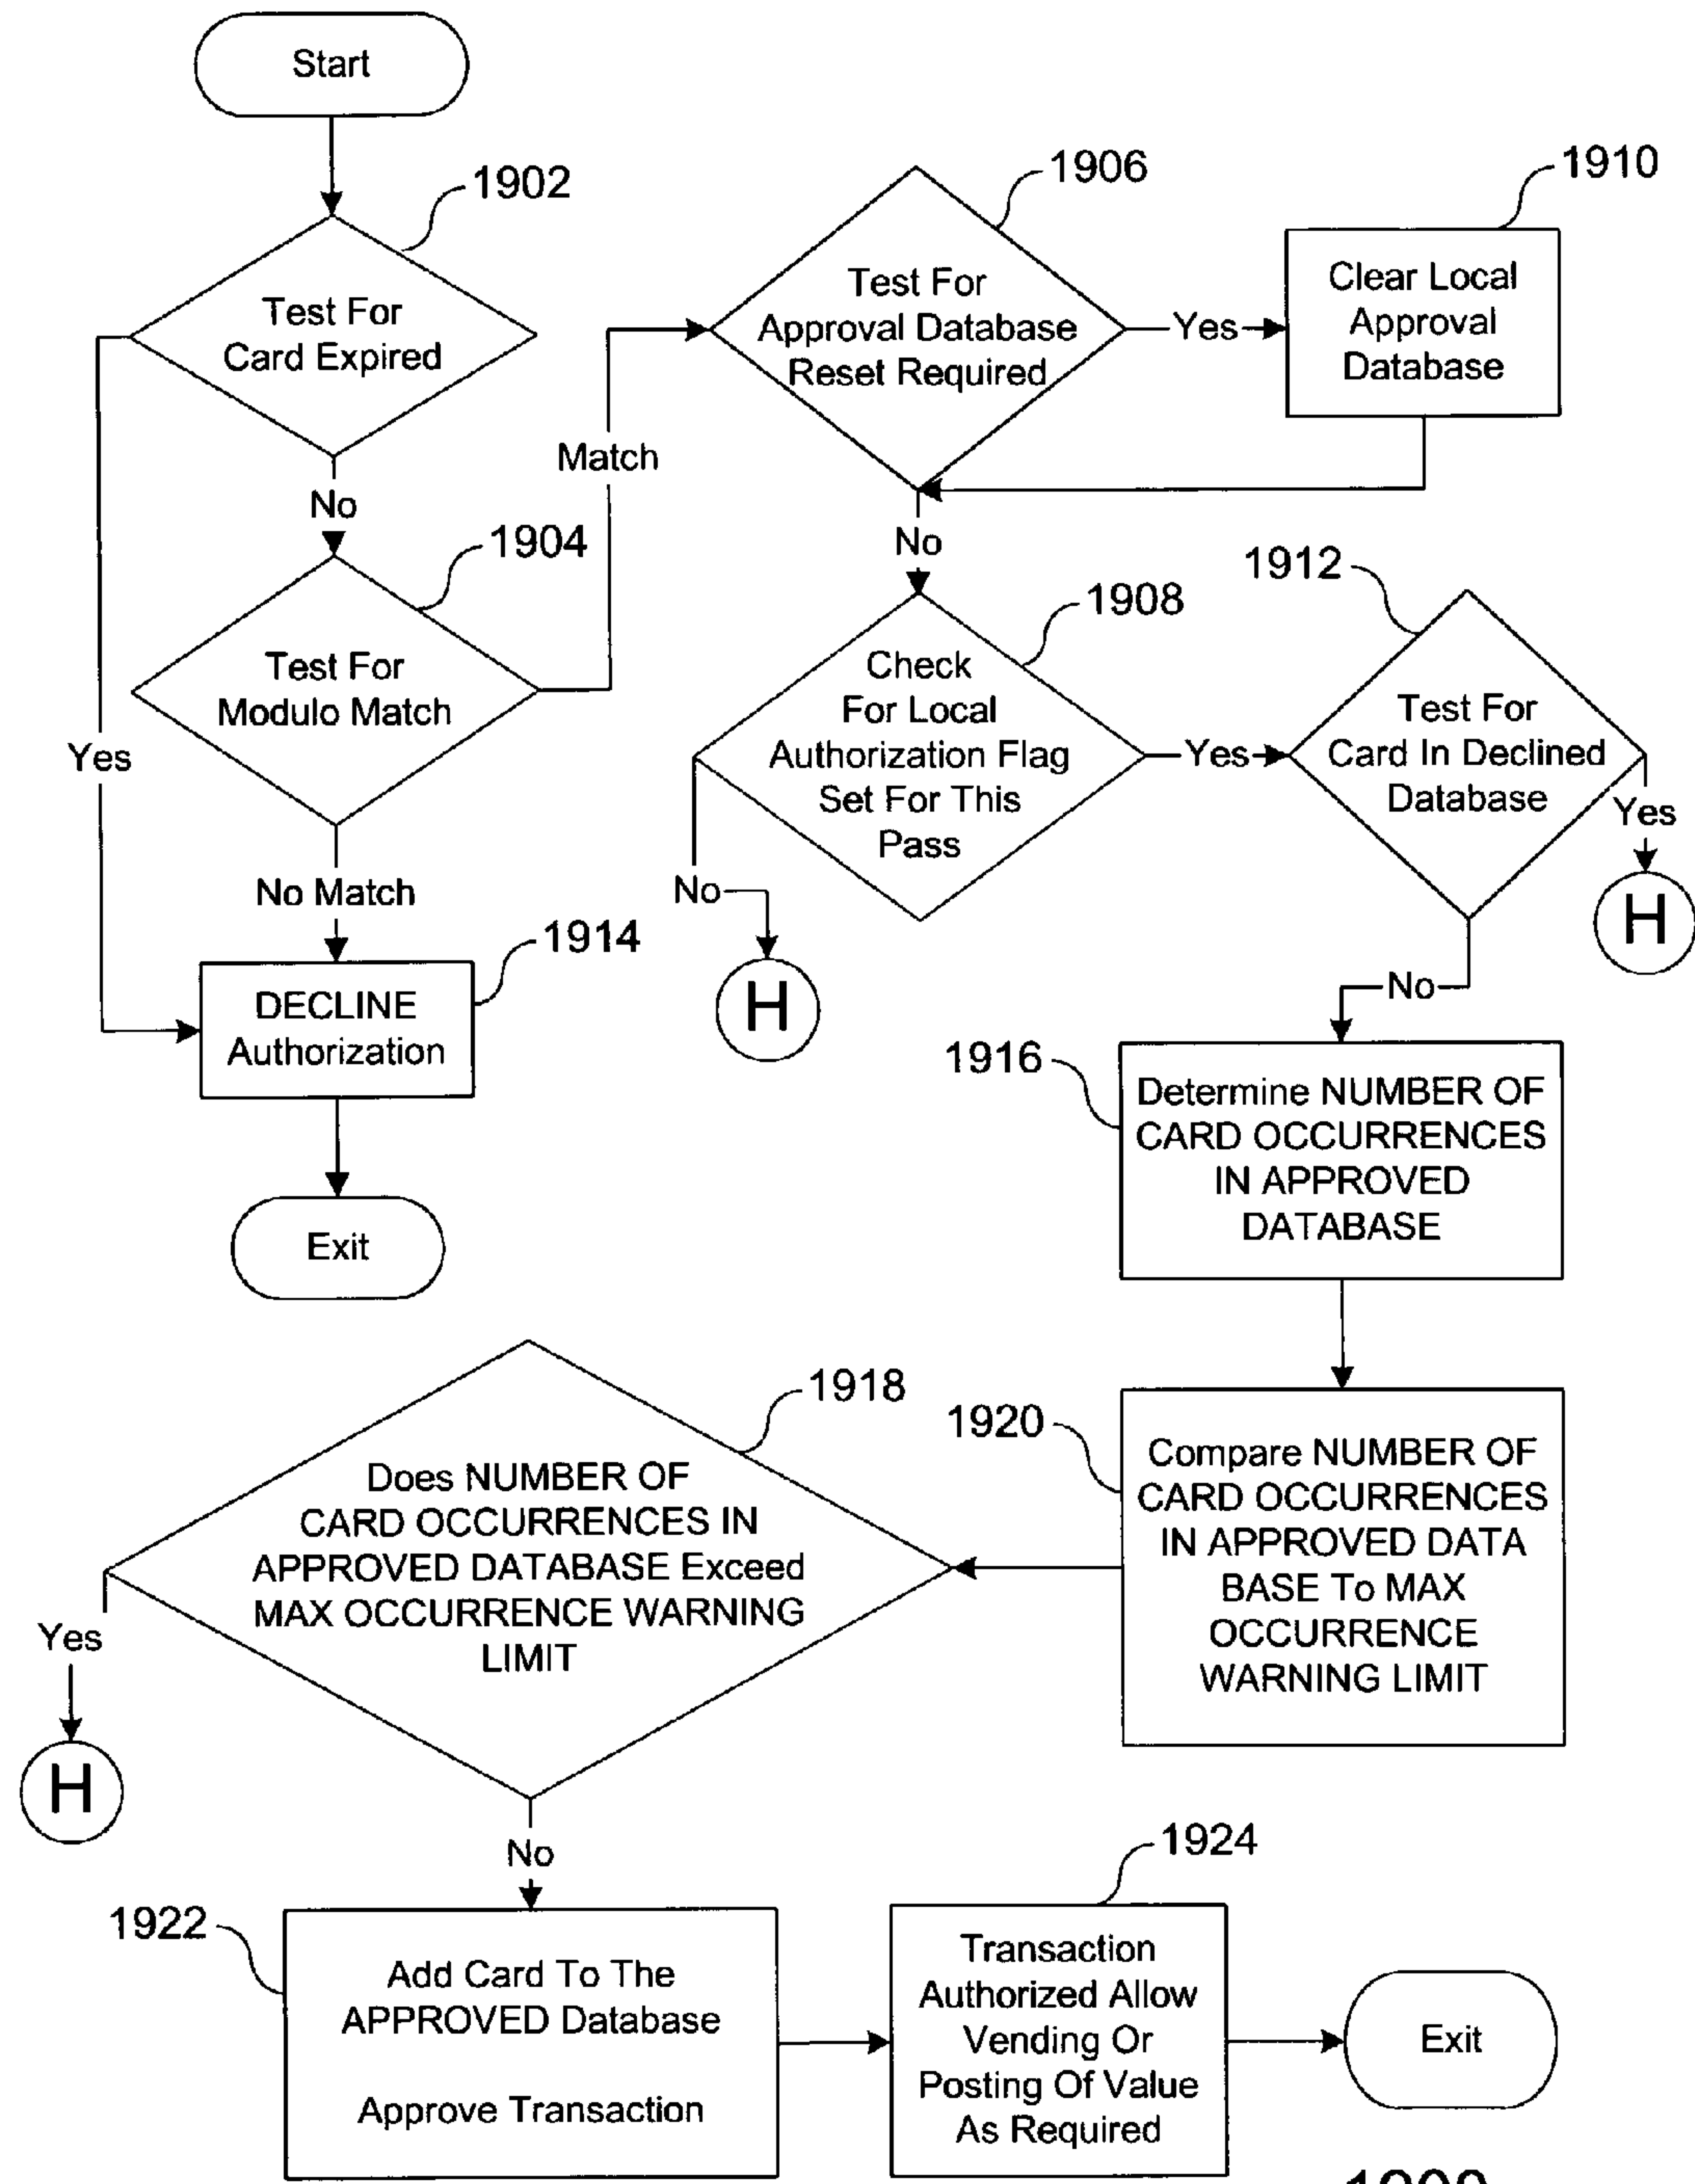 Start
1902
Test For
Card Expired
Yes
No
1904
Test For
Modulo Match
Match
No Match
1914
DECLINE
Authorization
Exit
1906
Test For
Approval Database
Reset Required
Yes
1910
Clear Local
Approval
Database
No
1908
Check
For Local
Authorization Flag
Set For This
Pass
No
H
Yes
1912
Test For
Card In Declined
Database
Yes
H
No
1916
Determine NUMBER OF
CARD OCCURRENCES
IN APPROVED
DATABASE
1920
Compare NUMBER OF
CARD OCCURRENCES
IN APPROVED DATA
BASE To MAX
OCCURRENCE
WARNING LIMIT
1918
Does NUMBER OF
CARD OCCURRENCES IN
APPROVED DATABASE Exceed
MAX OCCURRENCE WARNING
LIMIT
Yes
H
No
1922
Add Card To The
APPROVED Database
Approve Transaction
1924
Transaction
Authorized Allow
Vending Or
Posting Of Value
As Required
Exit